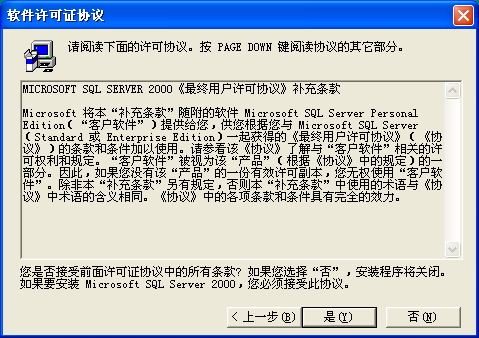 软件许可证协议
请阅读下面的许可协议。按 PAGE DOWN 键阅读协议的其它部分。
MICROSOFT SQL SERVER 2000《最终用户许可协议》补充条款
Microsoft 将本“补充条款”随附的软件 Microsoft SQL Server Personal
Edition(“客户软件”)提供给您,供您根据您与 Microsoft SQL Server
(Standard 或 Enterprise Edition)一起获得的《最终用户许可协议》(《协
议》)的条款和条件加以使用。请参看该《协议》了解与“客户软件”相关的许
可权利和规定。“客户软件”被视为该“产品”(根据《协议》中的规定)的一
部分。因此,如果您没有该“产品”的一份有效许可副本,您无权使用“客户软
件”。除非本“补充条款”另有规定,否则本“补充条款”中使用的术语与《协
议》中术语的含义相同。《协议》中的各项条款和条件具有完全的效力。
您是否接受前面许可证协议中的所有条款?如果您选择“否”,安装程序将关闭。
如果要安装 Microsoft SQL Server 2000,您必须接受此协议。
< 上一步(B) 是(Y) 否(N)